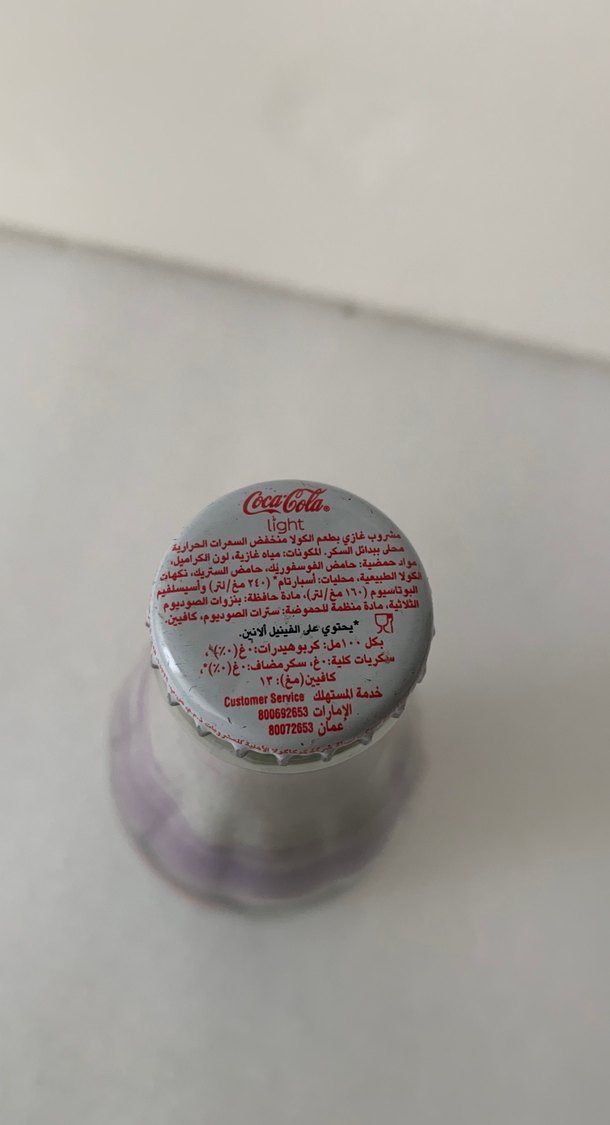 Coca-Cola®
light
مشروب غازي بطعم الكولا منخفض السعرات الحرارية
محلى ببدائل السكر. المكونات: مياه غازية، لون الكراميل،
مواد حمضية: حامض الفوسفوريك، حامض الستريك، نكهات
الكولا الطبيعية، محليات: أسبارتام* (٢٤٠ مغ/لتر) وأسيسلفيم
البوتاسيوم (١٦٠ مغ/لتر)، مادة حافظة: بنزوات الصوديوم
الثلاثية، مادة منظمة للحموضة: سترات الصوديوم، كافيين.
*يحتوي على الفينيل ألانين.
بكل ١٠٠مل: كربوهيدرات:٠غ(٠٪)*،
سكريات كلية:٠غ، سكرمضاف:٠غ(٠٪)*،
كافيين(مغ): ١٣
خدمة المستهلك Customer Service
الإمارات 800692653
عمان 80072653